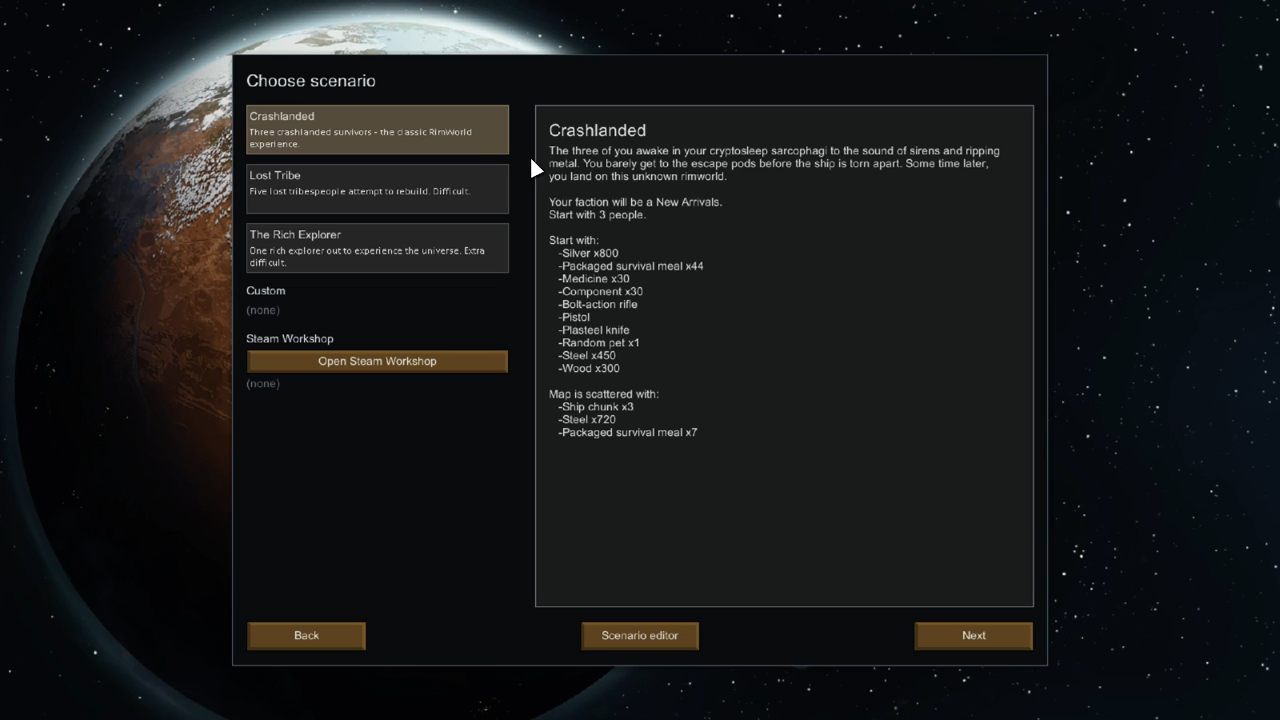 Choose scenario
Crashlanded
Three crashlanded survivors - the classic RimWorld
experience.
Lost Tribe
Five lost tribespeople attempt to rebuild. Difficult.
The Rich Explorer
One rich explorer out to experience the universe. Extra
difficult.
Custom
(none)
Steam Workshop
Open Steam Workshop
(none)
Crashlanded
The three of you awake in your cryptosleep sarcophagi to the sound of sirens and ripping
metal. You barely get to the escape pods before the ship is torn apart. Some time later,
you land on this unknown rimworld.
Your faction will be a New Arrivals.
Start with 3 people.
Start with:
-Silver x800
-Packaged survival meal x44
-Medicine x30
-Component x30
-Bolt-action rifle
-Pistol
-Plasteel knife
-Random pet x1
-Steel x450
-Wood x300
Map is scattered with:
-Ship chunk x3
-Steel x720
-Packaged survival meal x7
Back
Scenario editor
Next